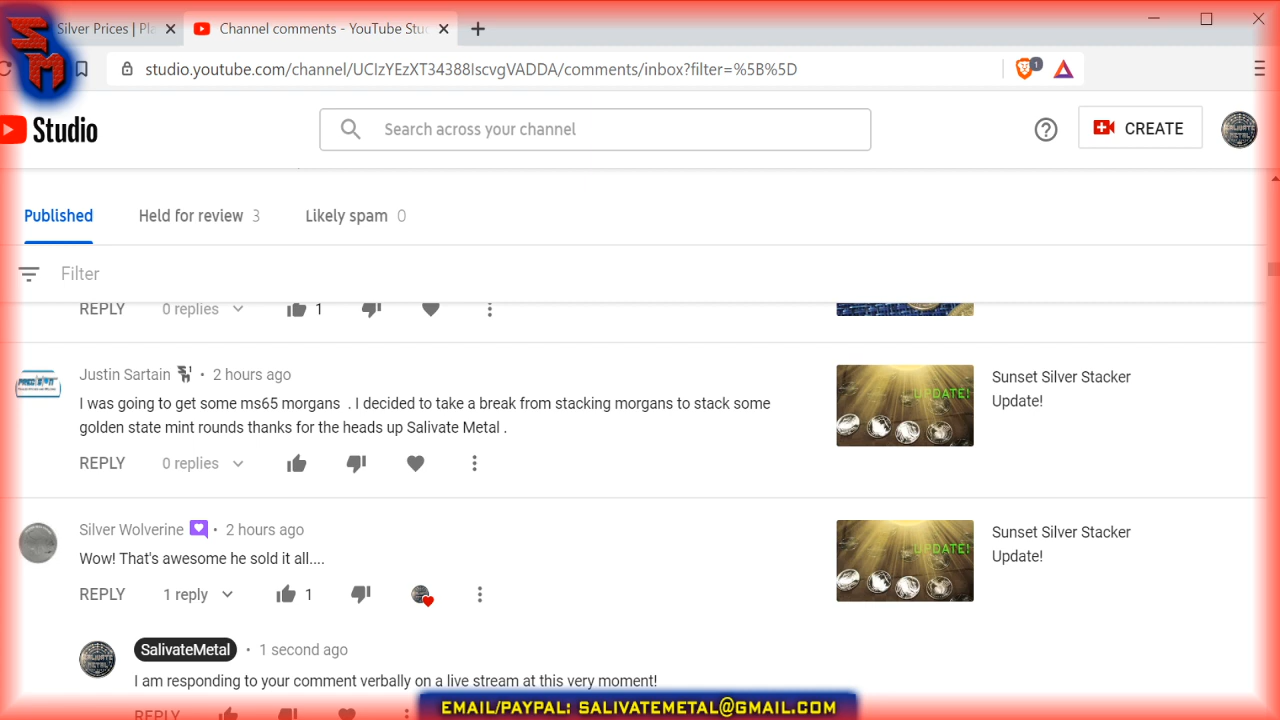 Silver Prices | Pla
Channel comments - YouTube Stu
SM
studio.youtube.com/channel/UCIzYEzXT34388IscvgVADDA/comments/inbox?filter=%5B%5D
1
Studio
Search across your channel
CREATE
Published
Held for review 3
Likely spam 0
Filter
REPLY 0 replies 1
Justin Sartain • 2 hours ago
I was going to get some ms65 morgans . I decided to take a break from stacking morgans to stack some
golden state mint rounds thanks for the heads up Salivate Metal .
REPLY 0 replies
UPDATE!
Sunset Silver Stacker
Update!
Silver Wolverine • 2 hours ago
Wow! That's awesome he sold it all....
REPLY 1 reply 1
UPDATE!
Sunset Silver Stacker
Update!
SalivateMetal • 1 second ago
I am responding to your comment verbally on a live stream at this very moment!
REPLY
EMAIL/PAYPAL: SALIVATEMETAL@GMAIL.COM